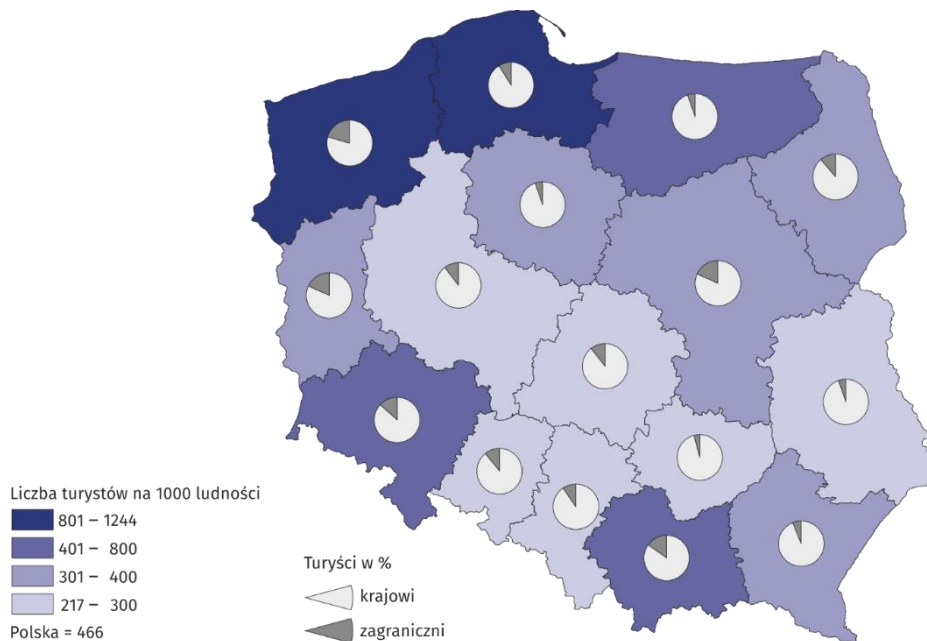 Liczba turystów na 1000 ludności
801 – 1244
401 – 800
301 – 400
217 – 300
Polska = 466
Turyści w %
krajowi
zagraniczni